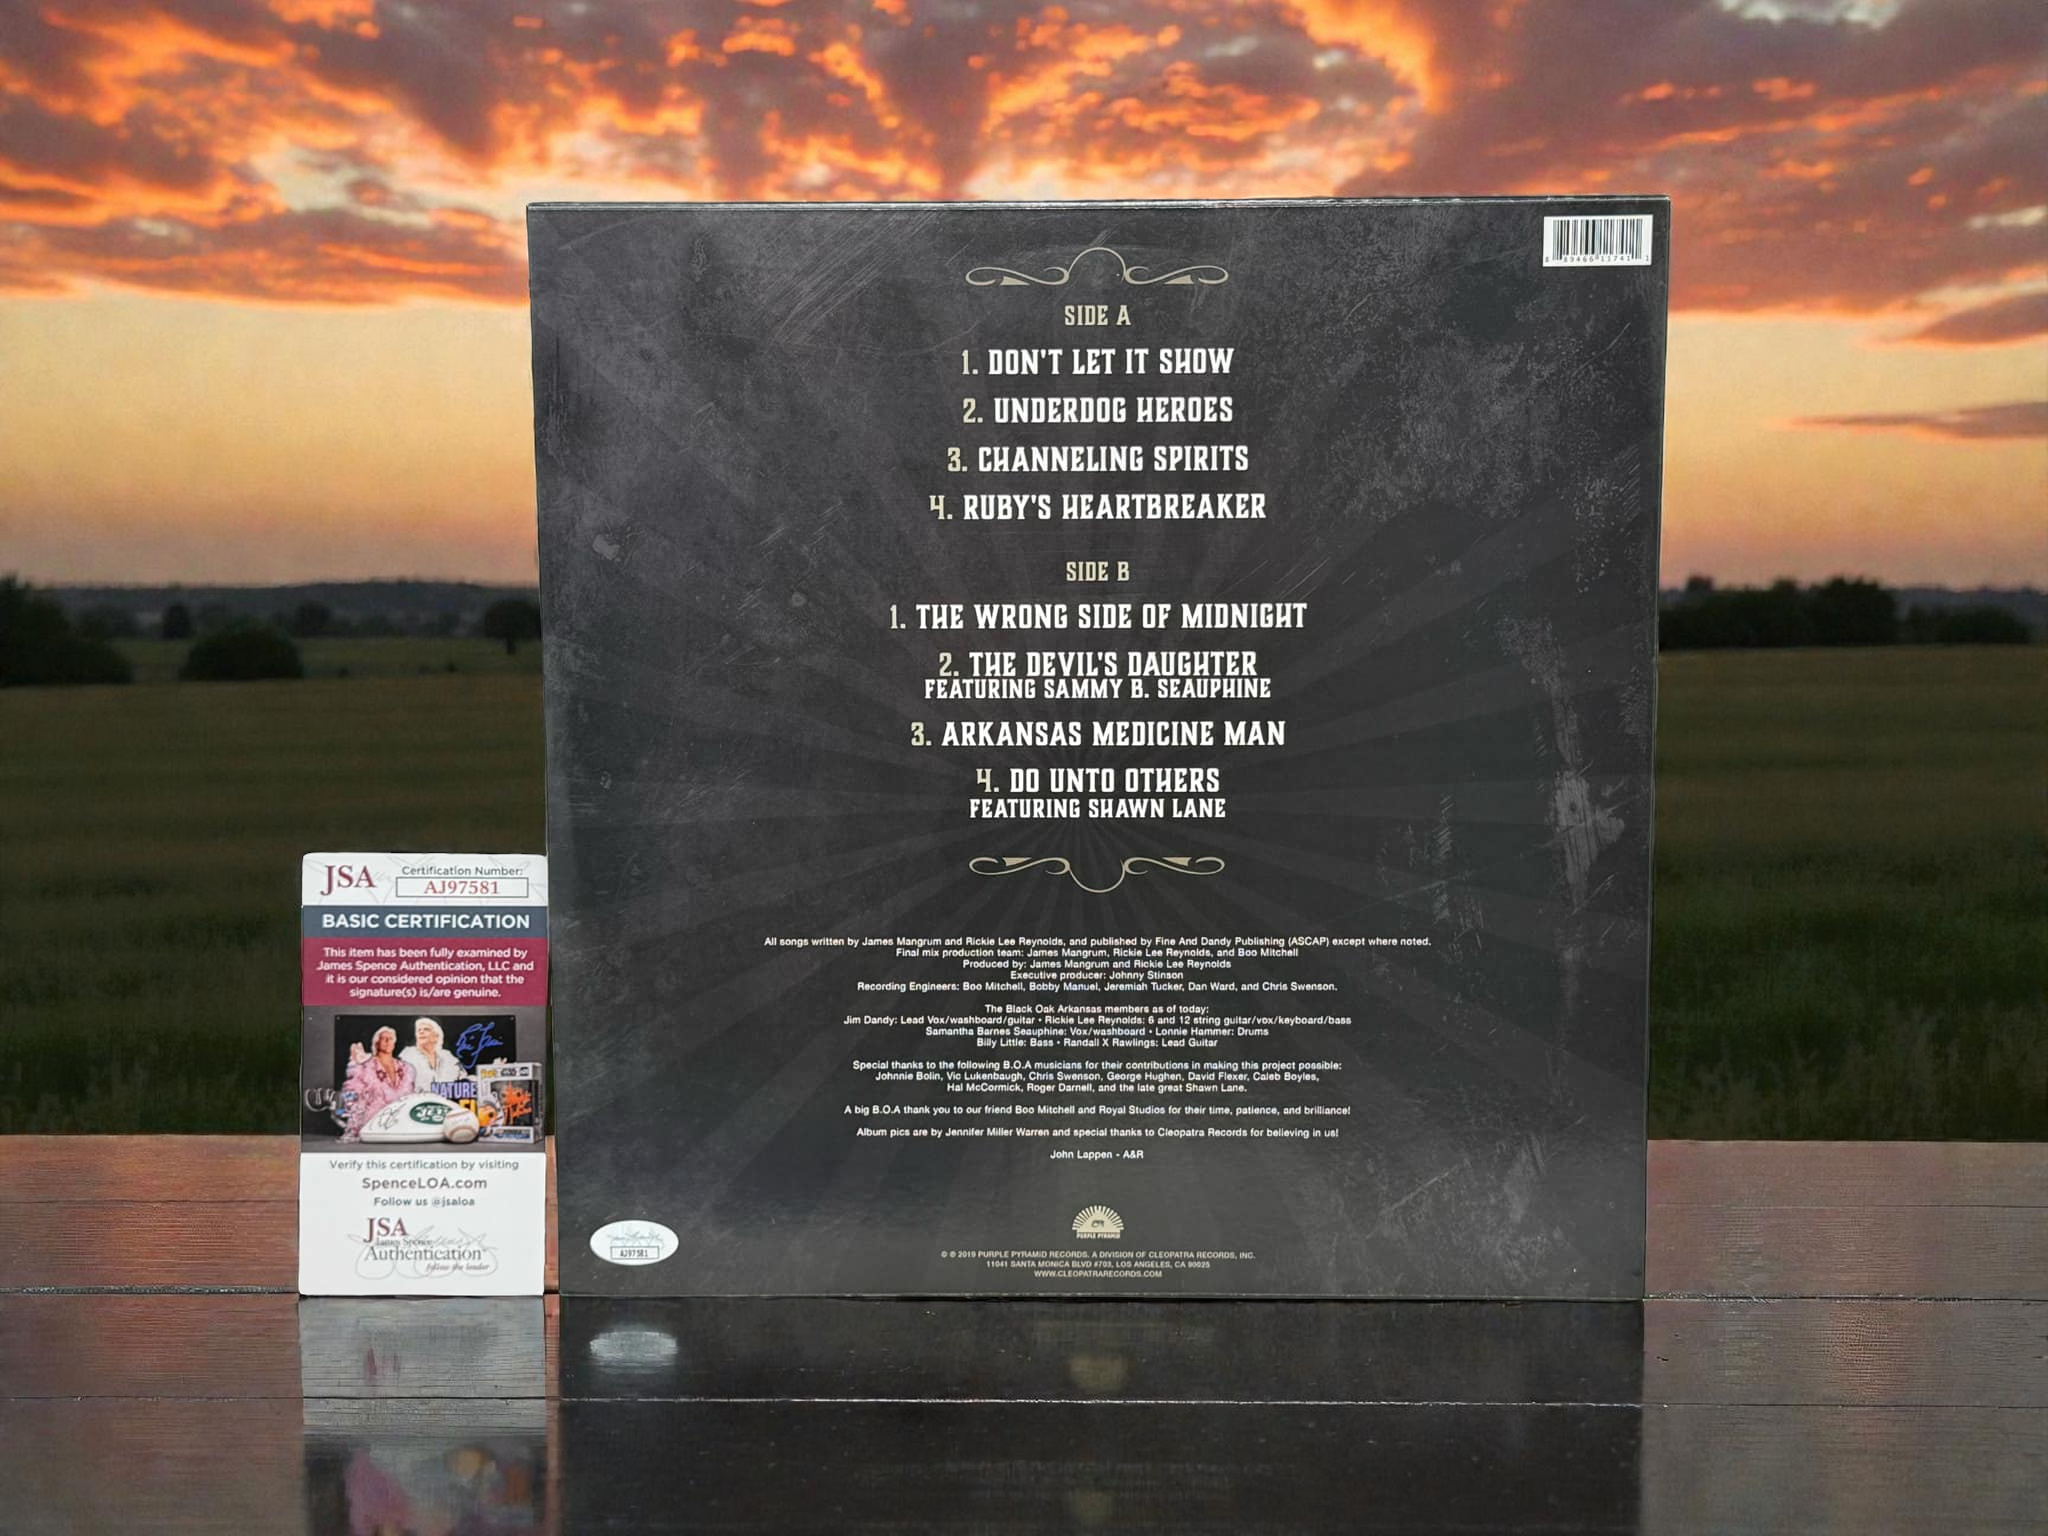 SIDE A
1. DON'T LET IT SHOW
2. UNDERDOG HEROES
3. CHANNELING SPIRITS
4. RUBY'S HEARTBREAKER
SIDE B
1. THE WRONG SIDE OF MIDNIGHT
2. THE DEVIL'S DAUGHTER
FEATURING SAMMY B. SEAUPHINE
3. ARKANSAS MEDICINE MAN
4. DO UNTO OTHERS
FEATURING SHAWN LANE
All songs written by James Mangrum and Rickie Lee Reynolds, and published by Fine And Dandy Publishing (ASCAP) except where noted.
Final mix production team: James Mangrum, Rickie Lee Reynolds, and Boo Mitchell
Produced by: James Mangrum and Rickie Lee Reynolds
Executive producer: Johnny Stinson
Recording Engineers: Boo Mitchell, Bobby Manuel, Jeremiah Tucker, Dan Ward, and Chris Swenson.
The Black Oak Arkansas members as of today:
Jim Dandy: Lead Vox/washboard/guitar • Rickie Lee Reynolds: 6 and 12 string guitar/vox/keyboard/bass
Samantha Barnes Seauphine: Vox/washboard • Lonnie Hammer: Drums
Billy Little: Bass • Randall X Rawlings: Lead Guitar
Special thanks to the following B.O.A musicians for their contributions in making this project possible:
Johnnie Bolin, Vic Lukenbaugh, Chris Swenson, George Hughen, David Flexer, Caleb Boyles,
Hal McCormick, Roger Darnell, and the late great Shawn Lane.
A big B.O.A thank you to our friend Boo Mitchell and Royal Studios for their time, patience, and brilliance!
Album pics are by Jennifer Miller Warren and special thanks to Cleopatra Records for believing in us!
John Lappen - A&R
PURPLE PYRAMID
© ℗ 2019 PURPLE PYRAMID RECORDS. A DIVISION OF CLEOPATRA RECORDS, INC.
11041 SANTA MONICA BLVD #703, LOS ANGELES, CA 90025
WWW.CLEOPATRARECORDS.COM
8 89466 11741 1
AJ97581
JSA
Certification Number:
AJ97581
BASIC CERTIFICATION
This item has been fully examined by
James Spence Authentication, LLC and
it is our considered opinion that the
signature(s) is/are genuine.
NATURE
JETS
Verify this certification by visiting
SpenceLOA.com
Follow us @jsaloa
JSA
James Spence
Authentication
follow the leader